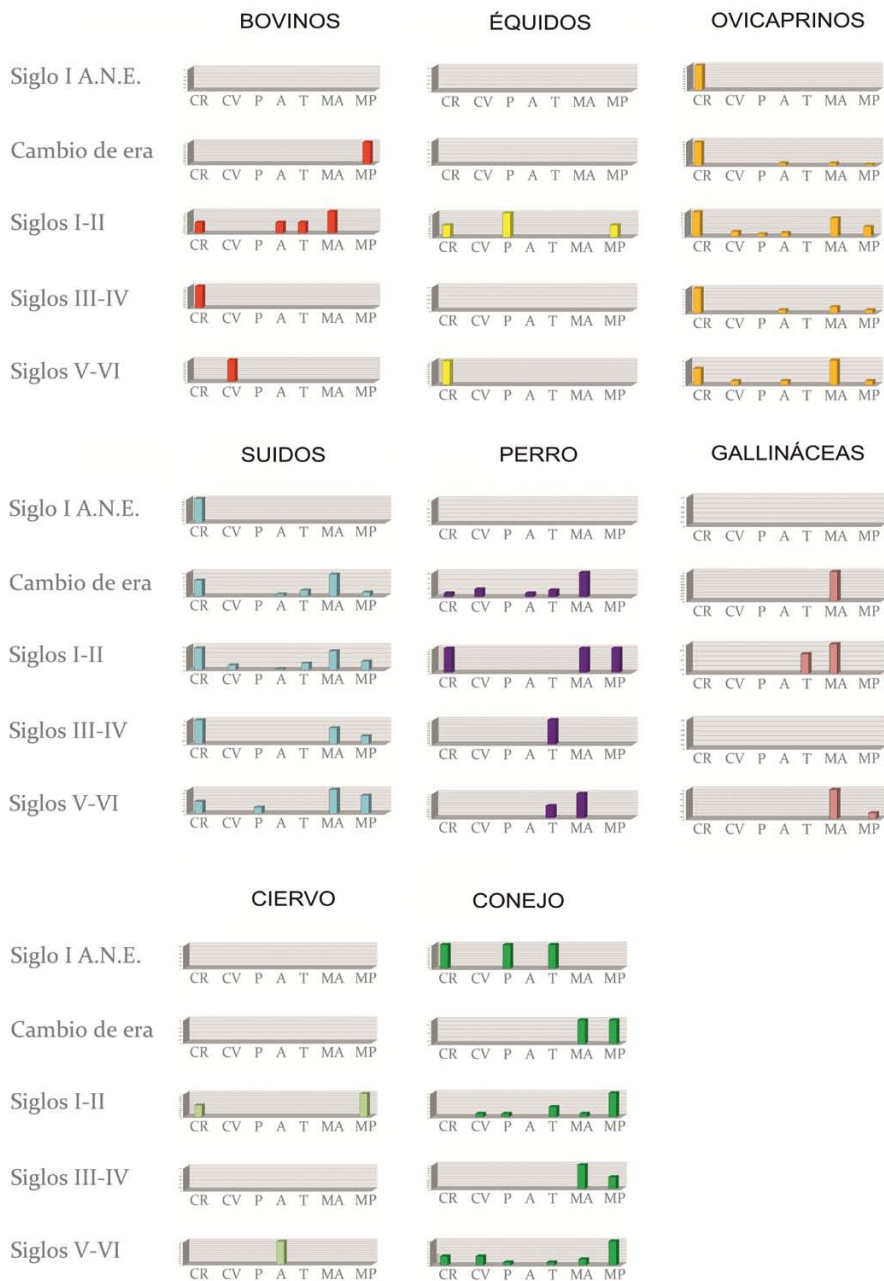 BOVINOS ÉQUIDOS OVICAPRINOS
Siglo I A.N.E.
CR CV P A T MA MP CR CV P A T MA MP CR CV P A T MA MP
Cambio de era
CR CV P A T MA MP CR CV P A T MA MP CR CV P A T MA MP
Siglos I-II
CR CV P A T MA MP CR CV P A T MA MP CR CV P A T MA MP
Siglos III-IV
CR CV P A T MA MP CR CV P A T MA MP CR CV P A T MA MP
Siglos V-VI
CR CV P A T MA MP CR CV P A T MA MP CR CV P A T MA MP
SUIDOS PERRO GALLINÁCEAS
Siglo I A.N.E.
CR CV P A T MA MP CR CV P A T MA MP CR CV P A T MA MP
Cambio de era
CR CV P A T MA MP CR CV P A T MA MP CR CV P A T MA MP
Siglos I-II
CR CV P A T MA MP CR CV P A T MA MP CR CV P A T MA MP
Siglos III-IV
CR CV P A T MA MP CR CV P A T MA MP CR CV P A T MA MP
Siglos V-VI
CR CV P A T MA MP CR CV P A T MA MP CR CV P A T MA MP
CIERVO CONEJO
Siglo I A.N.E.
CR CV P A T MA MP CR CV P A T MA MP
Cambio de era
CR CV P A T MA MP CR CV P A T MA MP
Siglos I-II
CR CV P A T MA MP CR CV P A T MA MP
Siglos III-IV
CR CV P A T MA MP CR CV P A T MA MP
Siglos V-VI
CR CV P A T MA MP CR CV P A T MA MP